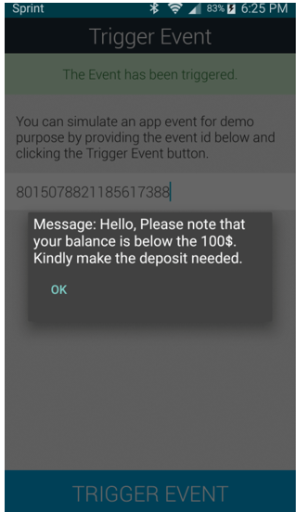 Sprint 83% 6:25 PM
Trigger Event
The Event has been triggered.
You can simulate an app event for demo
purpose by providing the event id below and
clicking the Trigger Event button.
8015078821185617388
Message: Hello, Please note that
your balance is below the 100$.
Kindly make the deposit needed.
OK
TRIGGER EVENT